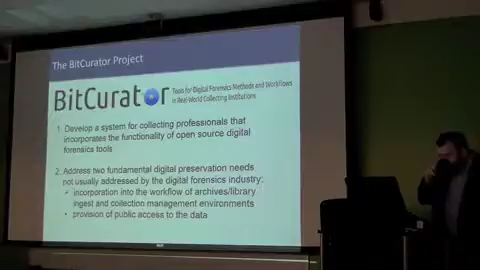 The BitCurator Project
BitCurator
Tools for Digital Forensics Methods and Workflows
in Real-World Collecting Institutions
1. Develop a system for collecting professionals that
incorporates the functionality of open source digital
forensics tools
2. Address two fundamental digital preservation needs
not usually addressed by the digital forensics industry:
• incorporation into the workflow of archives/library
ingest and collection management environments
• provision of public access to the data